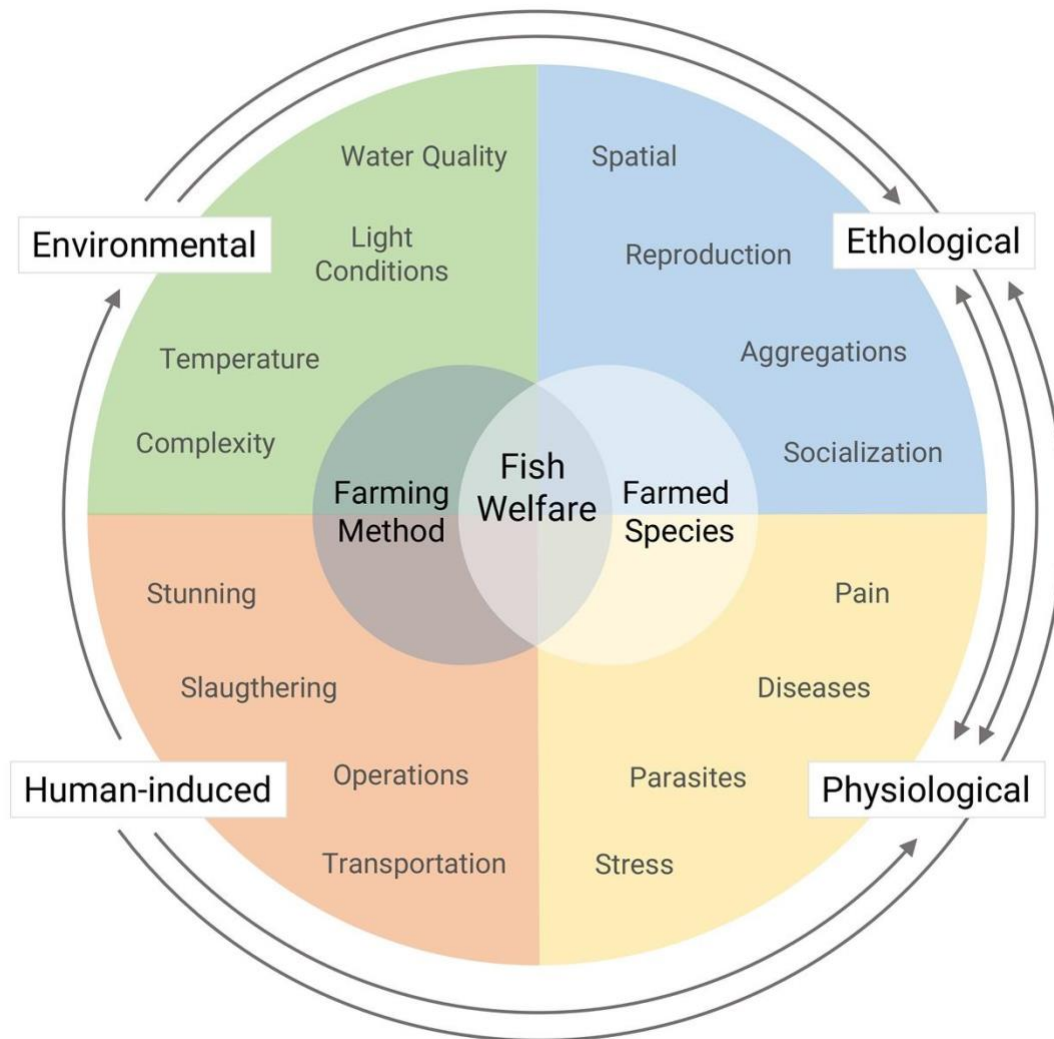 Water Quality
Spatial
Environmental
Light
Conditions
Ethological
Reproduction
Temperature
Aggregations
Complexity
Socialization
Fish
Welfare
Farming
Method
Farmed
Species
Stunning
Pain
Slaugthering
Diseases
Human-induced
Operations
Parasites
Physiological
Transportation
Stress